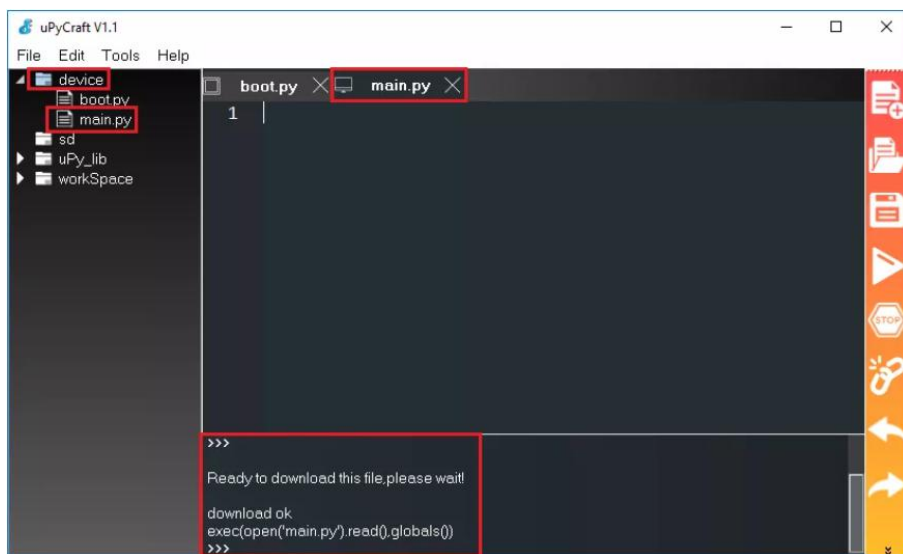 uPyCraft V1.1
File Edit Tools Help
device
boot.py
main.py
sd
uPy_lib
workSpace
boot.py main.py
1
>>>
Ready to download this file,please wait!
download ok
exec(open('main.py').read(),globals())
>>>
STOP